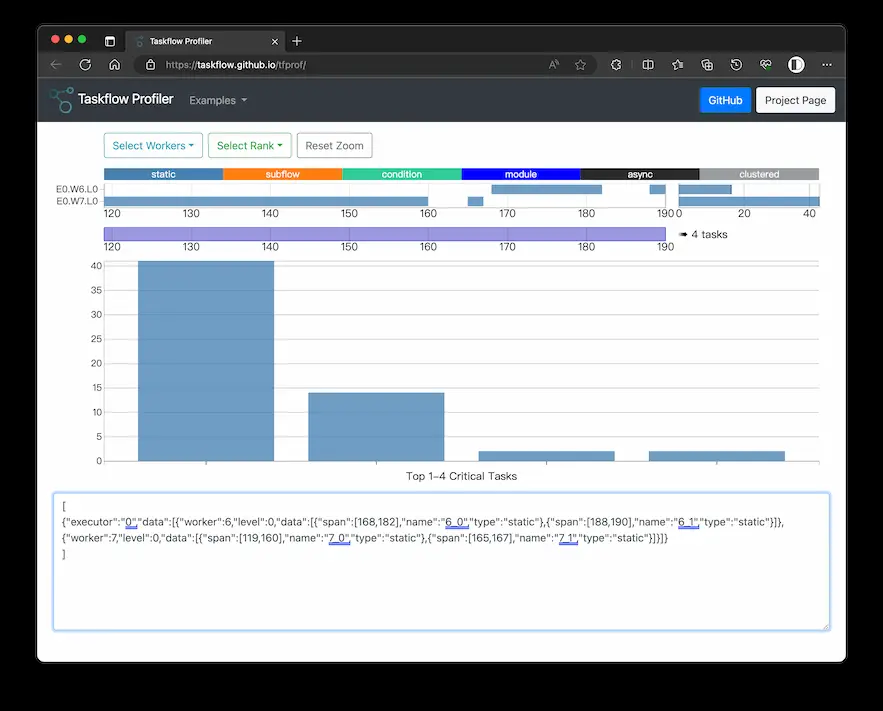 Taskflow Profiler
https://taskflow.github.io/tfprof/
Taskflow Profiler Examples GitHub Project Page
Select Workers Select Rank Reset Zoom
static subflow condition module async clustered
E0.W6.L0
E0.W7.L0
120 130 140 150 160 170 180 190 0 20 40
120 130 140 150 160 170 180 190 4 tasks
40
35
30
25
20
15
10
5
0
Top 1-4 Critical Tasks
[
{"executor":"0","data":[{"worker":6,"level":0,"data":[{"span":[168,182],"name":"6_0","type":"static"},{"span":[188,190],"name":"6_1","type":"static"}]},
{"worker":7,"level":0,"data":[{"span":[119,160],"name":"7_0","type":"static"},{"span":[165,167],"name":"7_1","type":"static"}]}]}
]